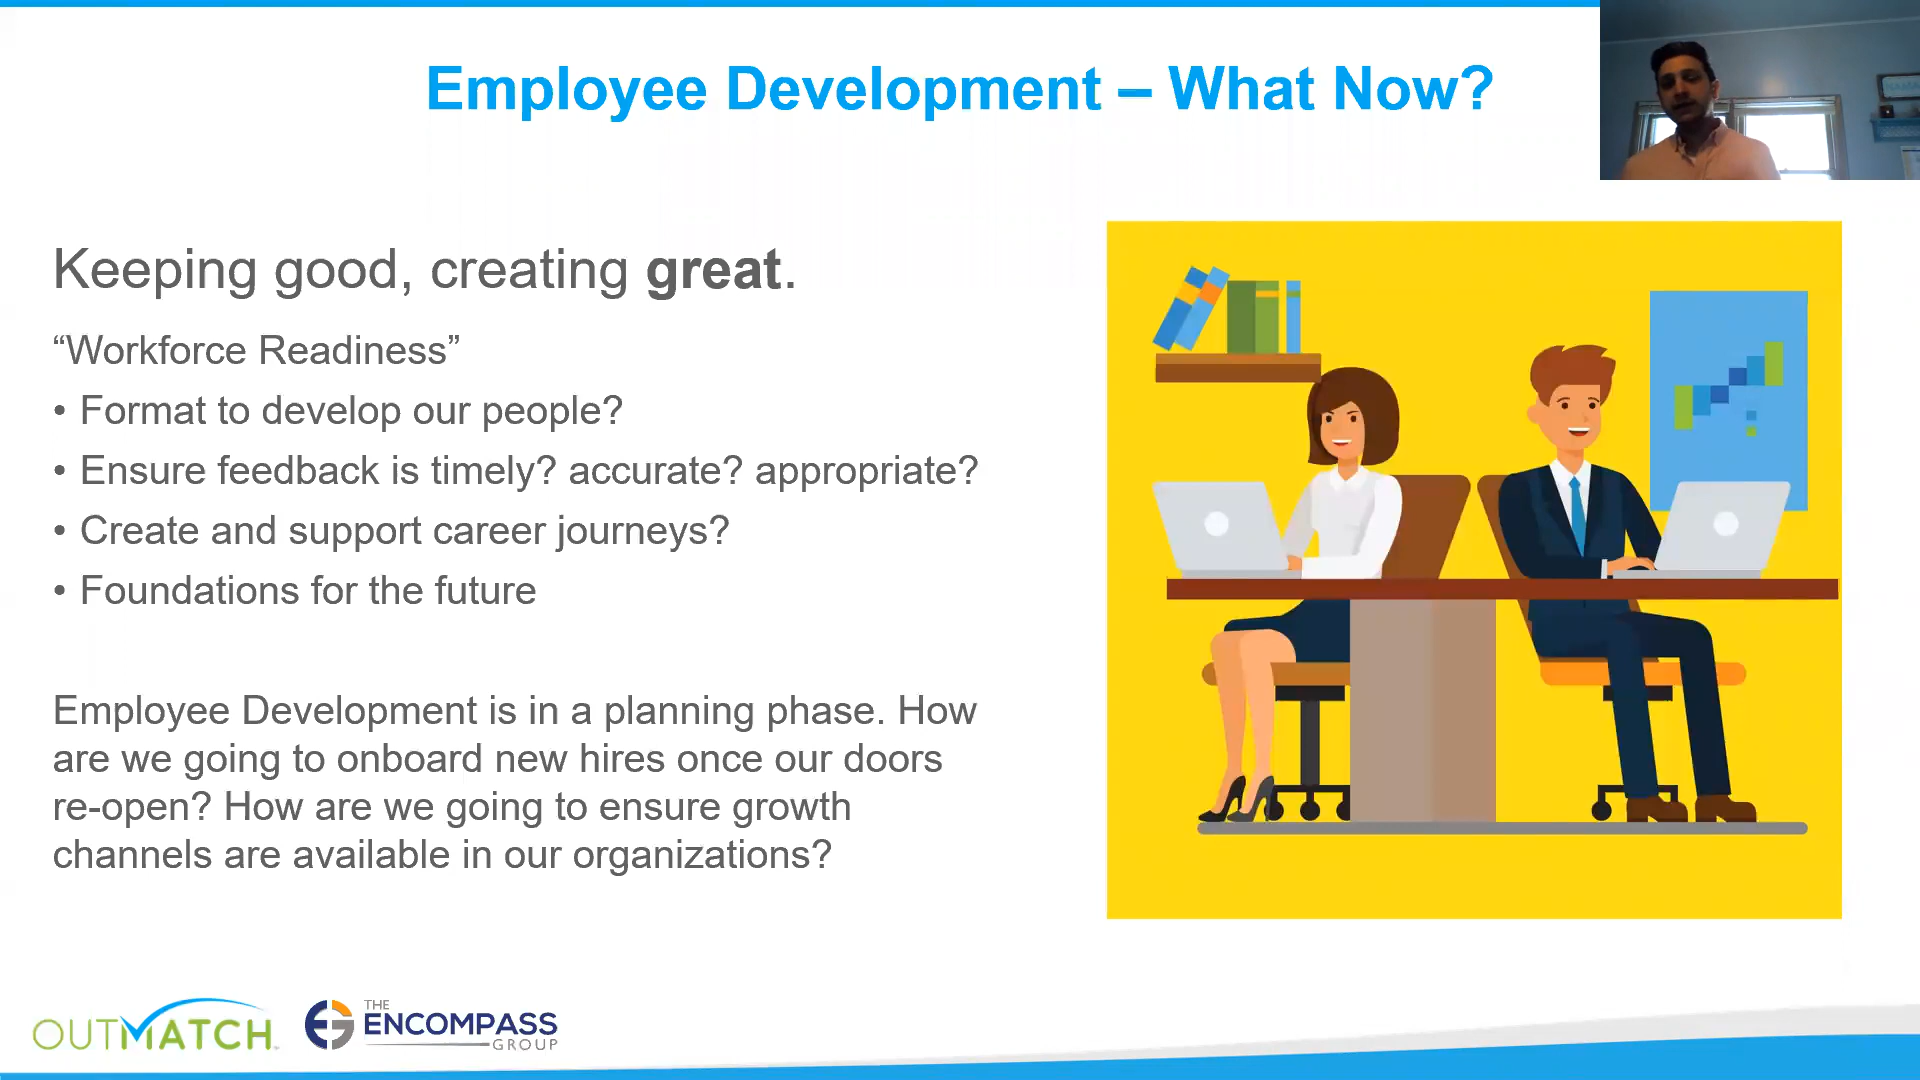 Employee Development – What Now?
Keeping good, creating great.
“Workforce Readiness”
• Format to develop our people?
• Ensure feedback is timely? accurate? appropriate?
• Create and support career journeys?
• Foundations for the future
Employee Development is in a planning phase. How
are we going to onboard new hires once our doors
re-open? How are we going to ensure growth
channels are available in our organizations?
OUTMATCH
THE
ENCOMPASS
GROUP